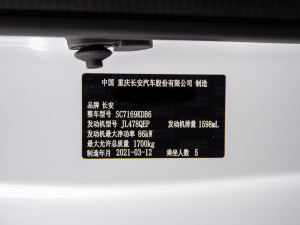 中国 重庆长安汽车股份有限公司 制造
品牌 长安
整车型号 SC7169KDB6
发动机型号 JL478QEP 发动机排量 1598mL
发动机最大净功率 86kW
最大允许总质量 1700kg
制造年月 2021-03-12 乘坐人数 5